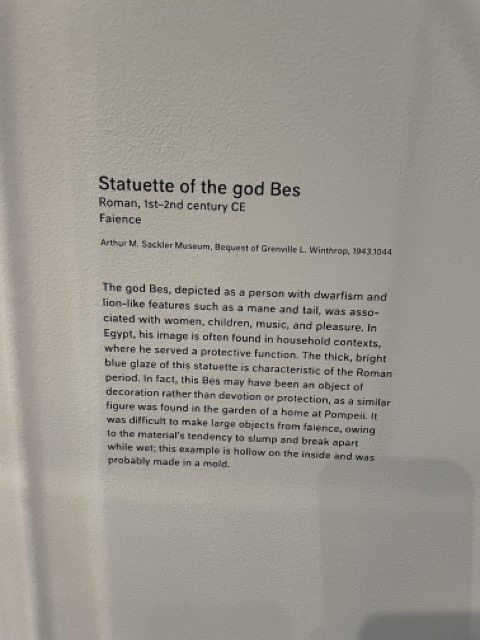 Statuette of the god Bes
Roman, 1st–2nd century CE
Faience
Arthur M. Sackler Museum, Bequest of Grenville L. Winthrop, 1943.1044
The god Bes, depicted as a person with dwarfism and
lion-like features such as a mane and tail, was asso-
ciated with women, children, music, and pleasure. In
Egypt, his image is often found in household contexts,
where he served a protective function. The thick, bright
blue glaze of this statuette is characteristic of the Roman
period. In fact, this Bes may have been an object of
decoration rather than devotion or protection, as a similar
figure was found in the garden of a home at Pompeii. It
was difficult to make large objects from faience, owing
to the material's tendency to slump and break apart
while wet; this example is hollow on the inside and was
probably made in a mold.